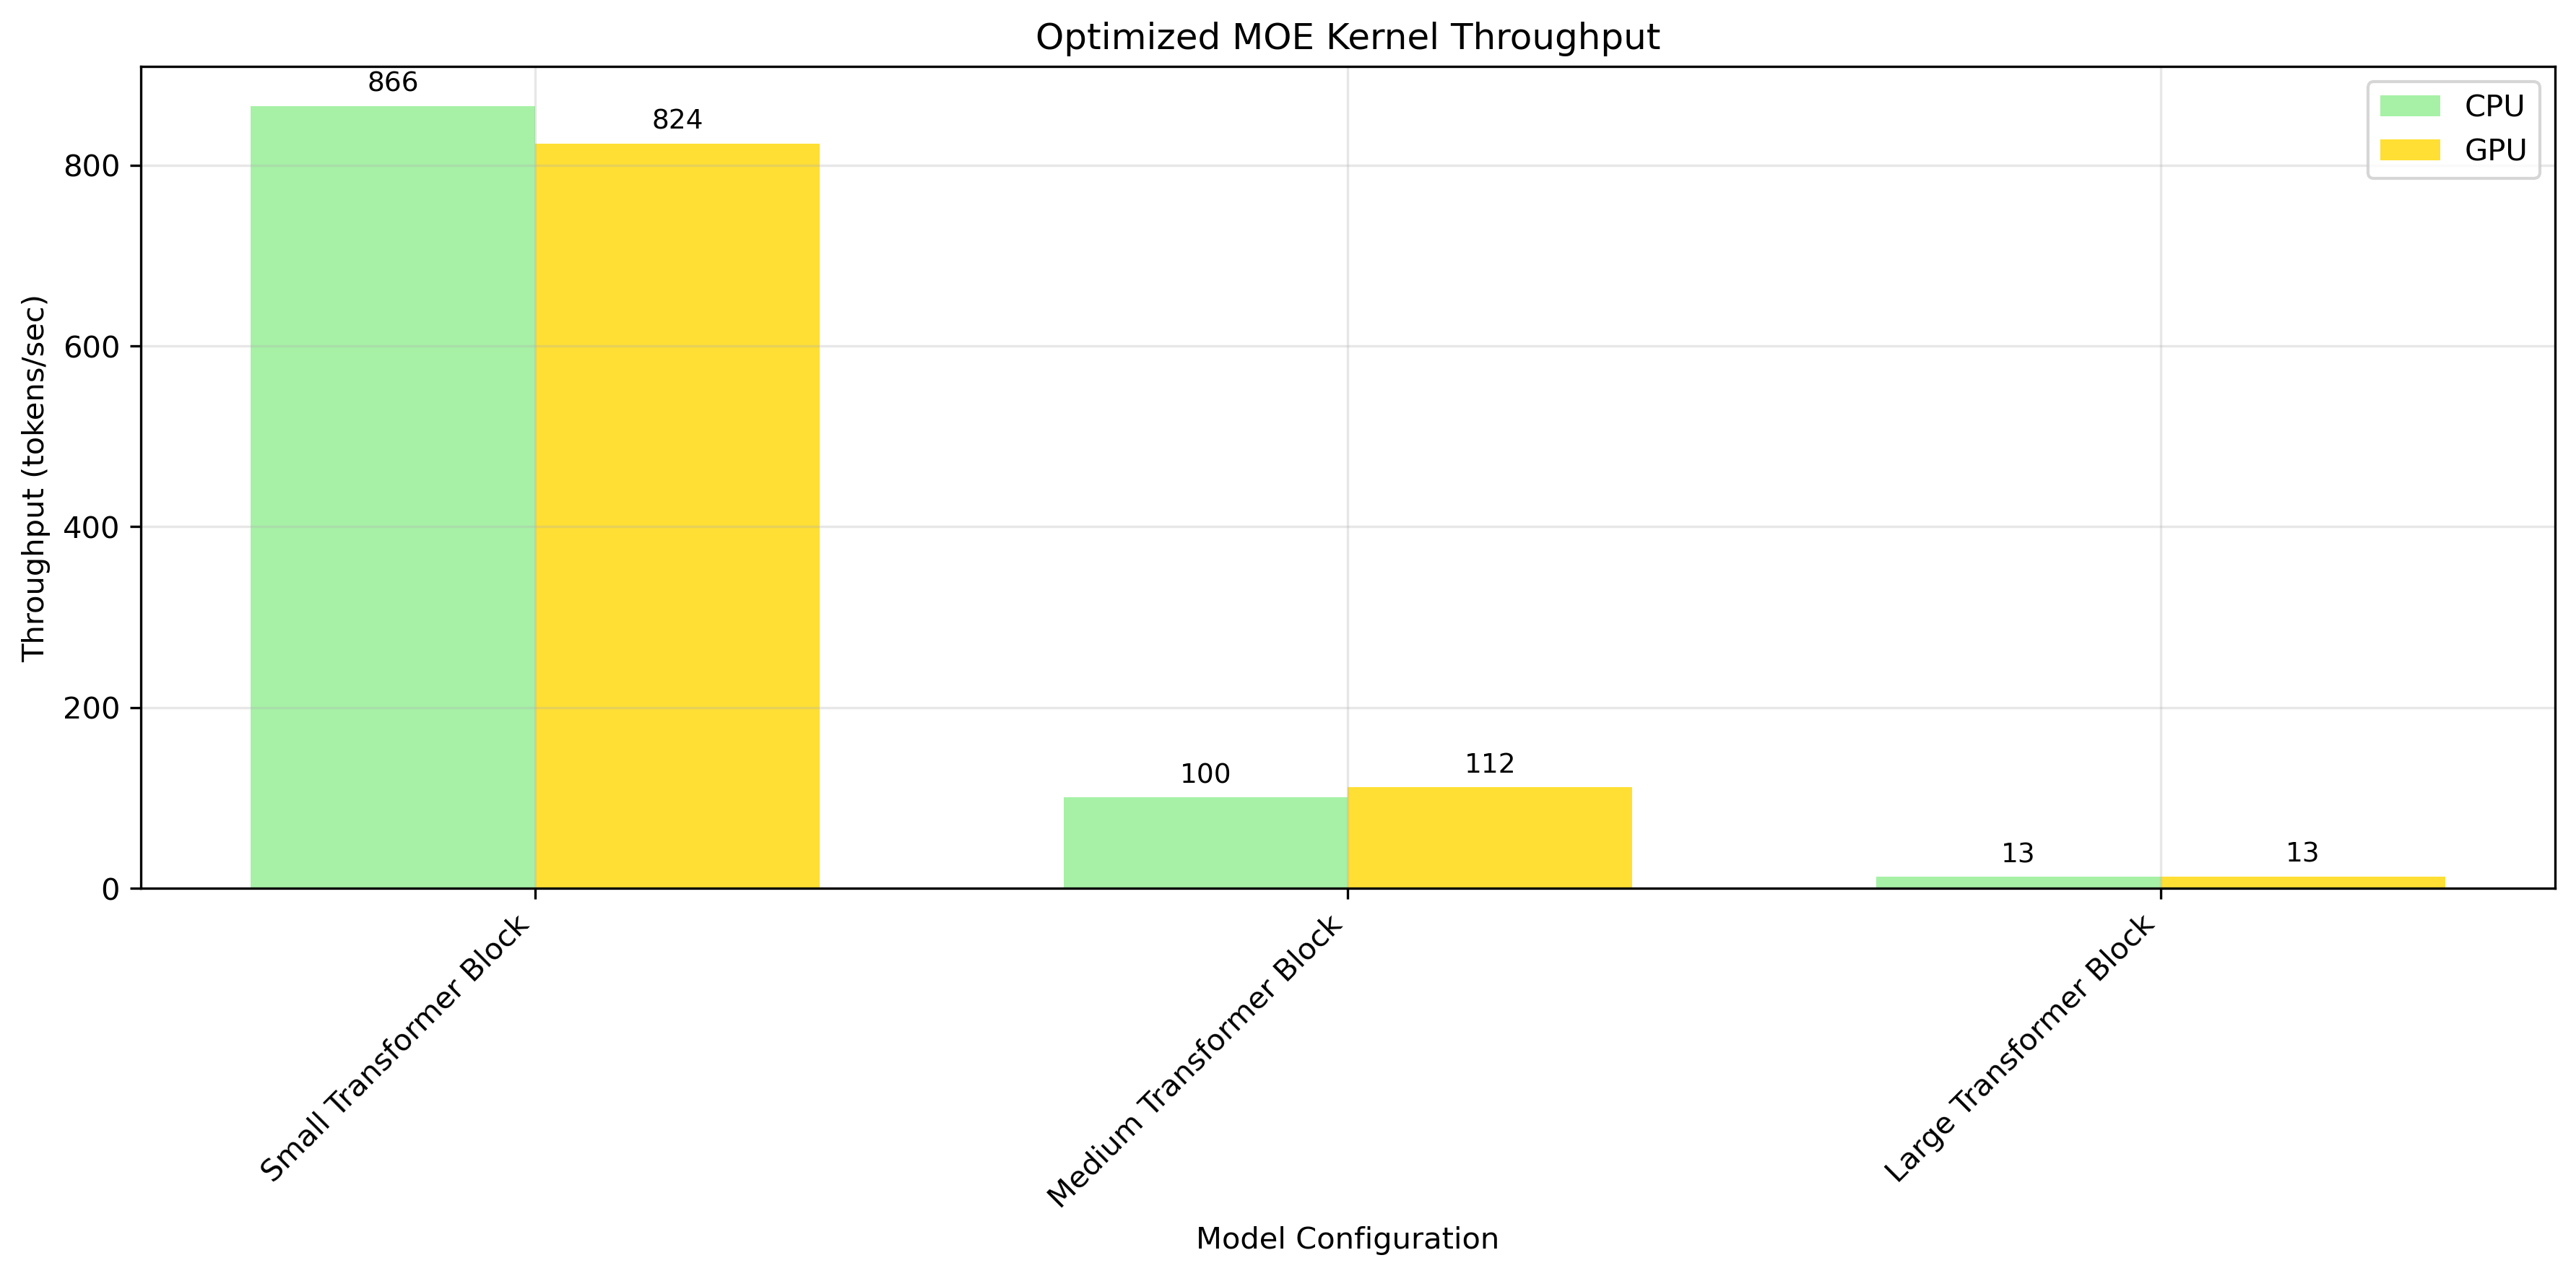 Optimized MOE Kernel Throughput
866
824
CPU
GPU
800
600
400
200
0
Throughput (tokens/sec)
100
112
13
13
Small Transformer Block
Medium Transformer Block
Large Transformer Block
Model Configuration